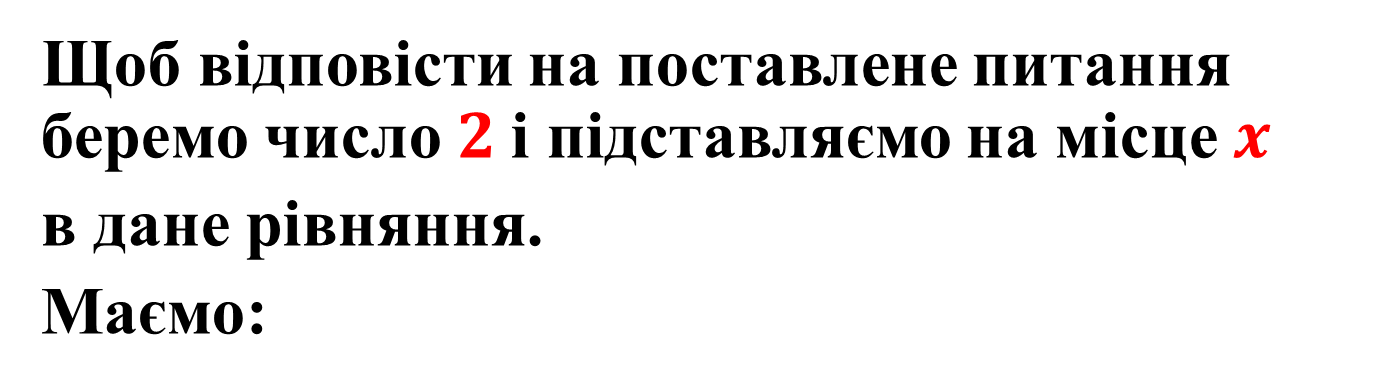 Щоб відповісти на поставлене питання
беремо число 2 і підставляємо на місце x
в дане рівняння.
Маємо: